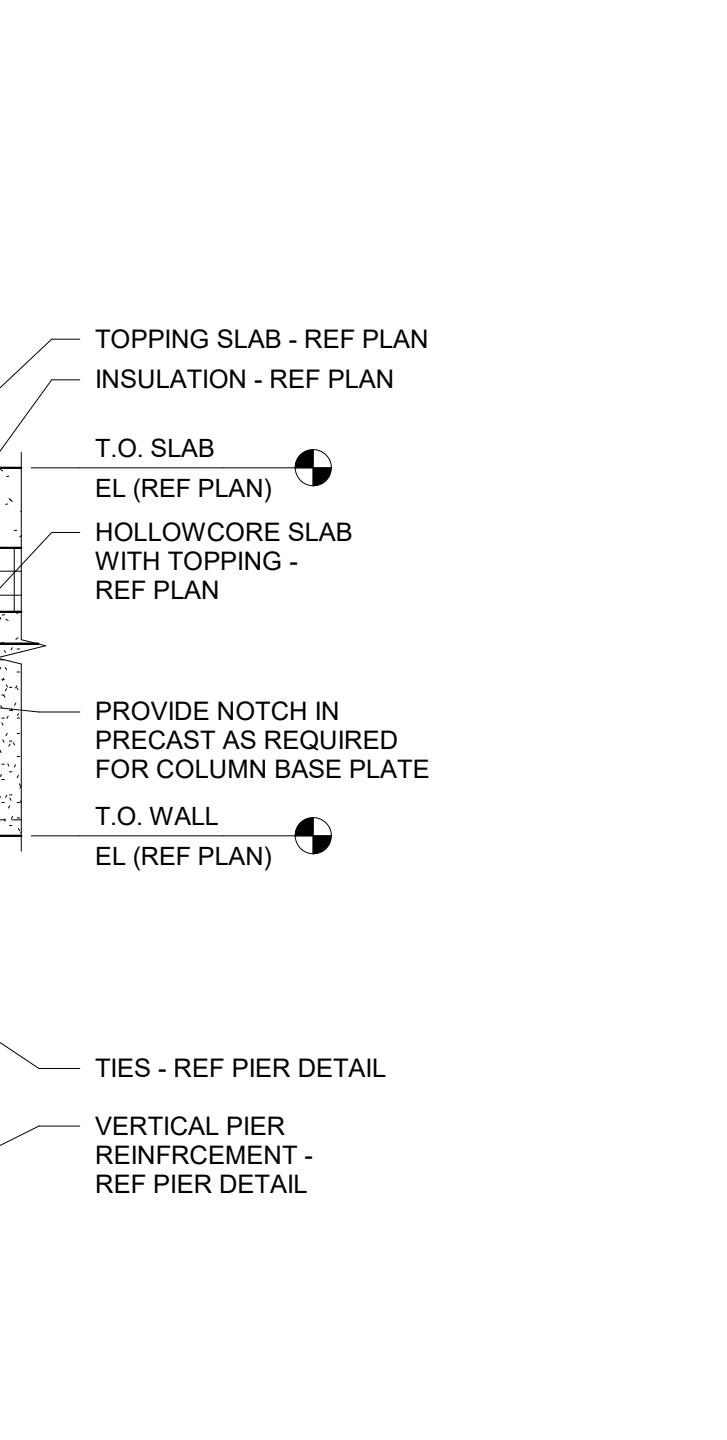 TOPPING SLAB - REF PLAN
INSULATION - REF PLAN
T.O. SLAB
EL (REF PLAN)
HOLLOWCORE SLAB
WITH TOPPING -
REF PLAN
PROVIDE NOTCH IN
PRECAST AS REQUIRED
FOR COLUMN BASE PLATE
T.O. WALL
EL (REF PLAN)
TIES - REF PIER DETAIL
VERTICAL PIER
REINFRCEMENT -
REF PIER DETAIL